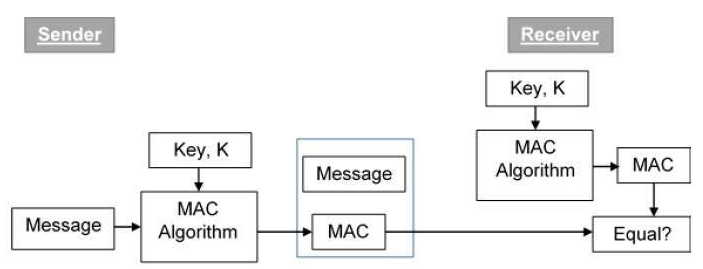 Sender
Receiver
Key, K
Key, K
MAC
Algorithm
MAC
Message
Message
MAC
Algorithm
MAC
Equal?